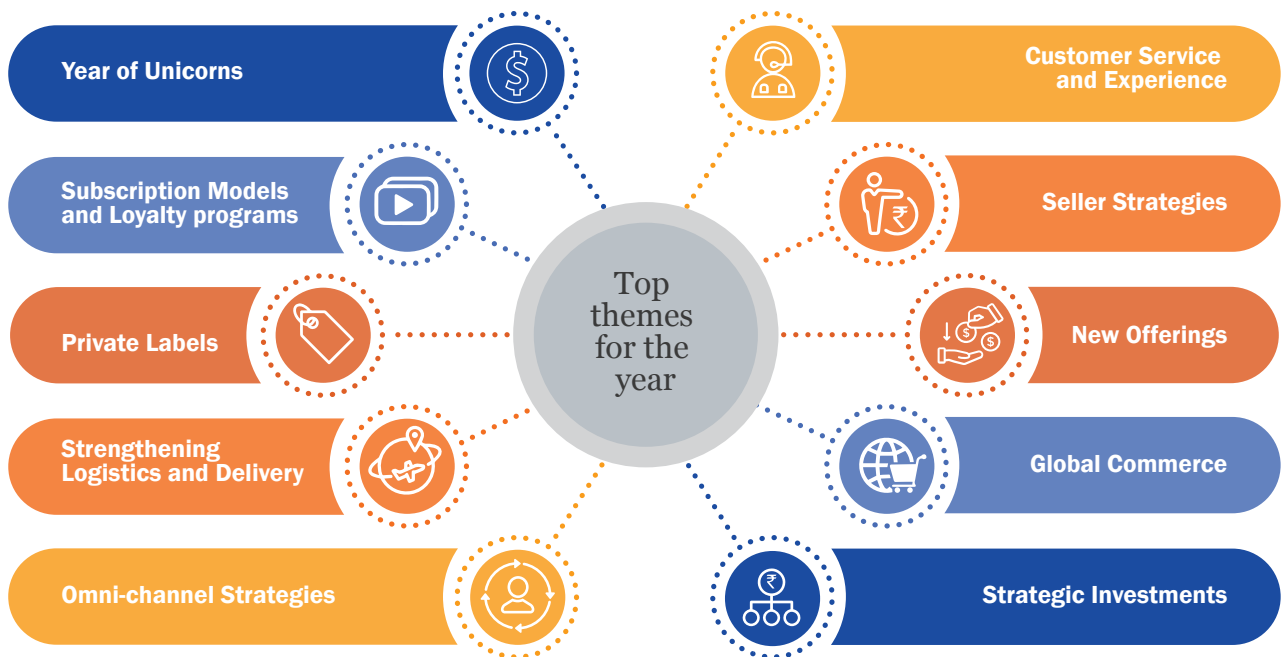 Year of Unicorns
Subscription Models
and Loyalty programs
Private Labels
Strengthening
Logistics and Delivery
Omni-channel Strategies
Top
themes
for the
year
Customer Service
and Experience
Seller Strategies
New Offerings
Global Commerce
Strategic Investments